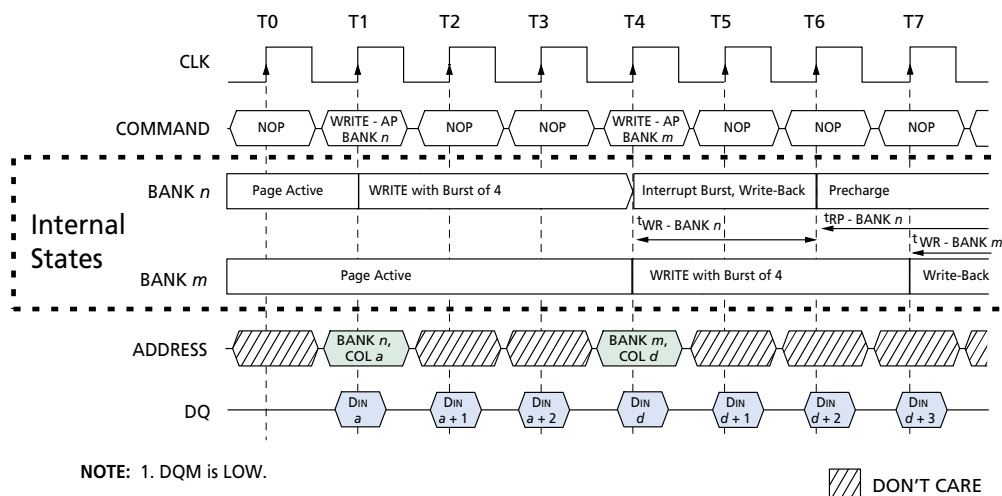 T0 T1 T2 T3 T4 T5 T6 T7
CLK
COMMAND NOP WRITE - AP BANK n NOP NOP WRITE - AP BANK m NOP NOP NOP
Internal States
BANK n Page Active WRITE with Burst of 4 Interrupt Burst, Write-Back Precharge
tWR - BANK n tRP - BANK n
tWR - BANK m
BANK m Page Active WRITE with Burst of 4 Write-Back
ADDRESS BANK n, COL a BANK m, COL d
DQ DIN a DIN a + 1 DIN a + 2 DIN d DIN d + 1 DIN d + 2 DIN d + 3
NOTE: 1. DQM is LOW.
DON'T CARE